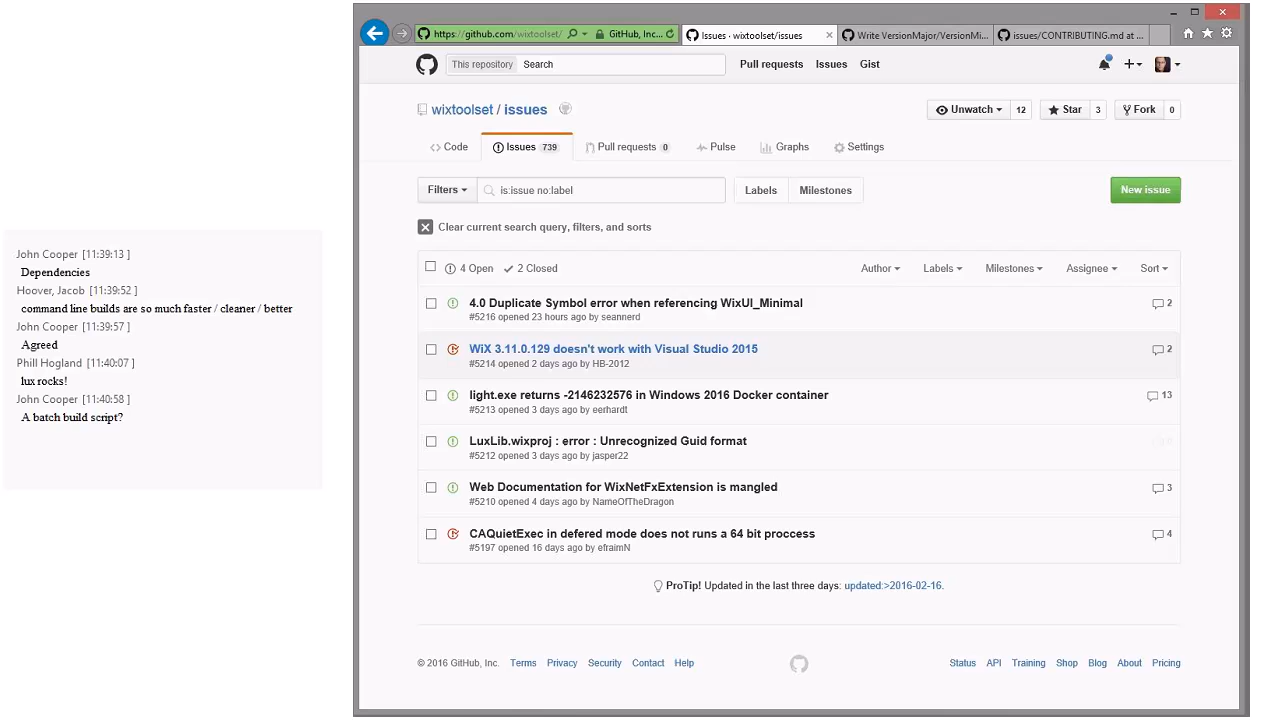 John Cooper [11:39:13 ]
Dependencies
Hoover, Jacob [11:39:52 ]
command line builds are so much faster / cleaner / better
John Cooper [11:39:57 ]
Agreed
Phill Hogland [11:40:07 ]
lux rocks!
John Cooper [11:40:58 ]
A batch build script?
https://github.com/wixtoolset/ GitHub, Inc... Issues · wixtoolset/issues Write VersionMajor/VersionMi... issues/CONTRIBUTING.md at ...
This repository Search Pull requests Issues Gist
wixtoolset / issues Unwatch 12 Star 3 Fork 0
Code Issues 739 Pull requests 0 Pulse Graphs Settings
Filters is:issue no:label Labels Milestones New issue
Clear current search query, filters, and sorts
4 Open 2 Closed Author Labels Milestones Assignee Sort
4.0 Duplicate Symbol error when referencing WixUI_Minimal 2
#5216 opened 23 hours ago by seannerd
WiX 3.11.0.129 doesn't work with Visual Studio 2015 2
#5214 opened 2 days ago by HB-2012
light.exe returns -2146232576 in Windows 2016 Docker container 13
#5213 opened 3 days ago by eerhardt
LuxLib.wixproj : error : Unrecognized Guid format
#5212 opened 3 days ago by jasper22
Web Documentation for WixNetFxExtension is mangled 3
#5210 opened 4 days ago by NameOfTheDragon
CAQuietExec in defered mode does not runs a 64 bit proccess 4
#5197 opened 16 days ago by efraimN
ProTip! Updated in the last three days: updated:>2016-02-16.
© 2016 GitHub, Inc. Terms Privacy Security Contact Help Status API Training Shop Blog About Pricing